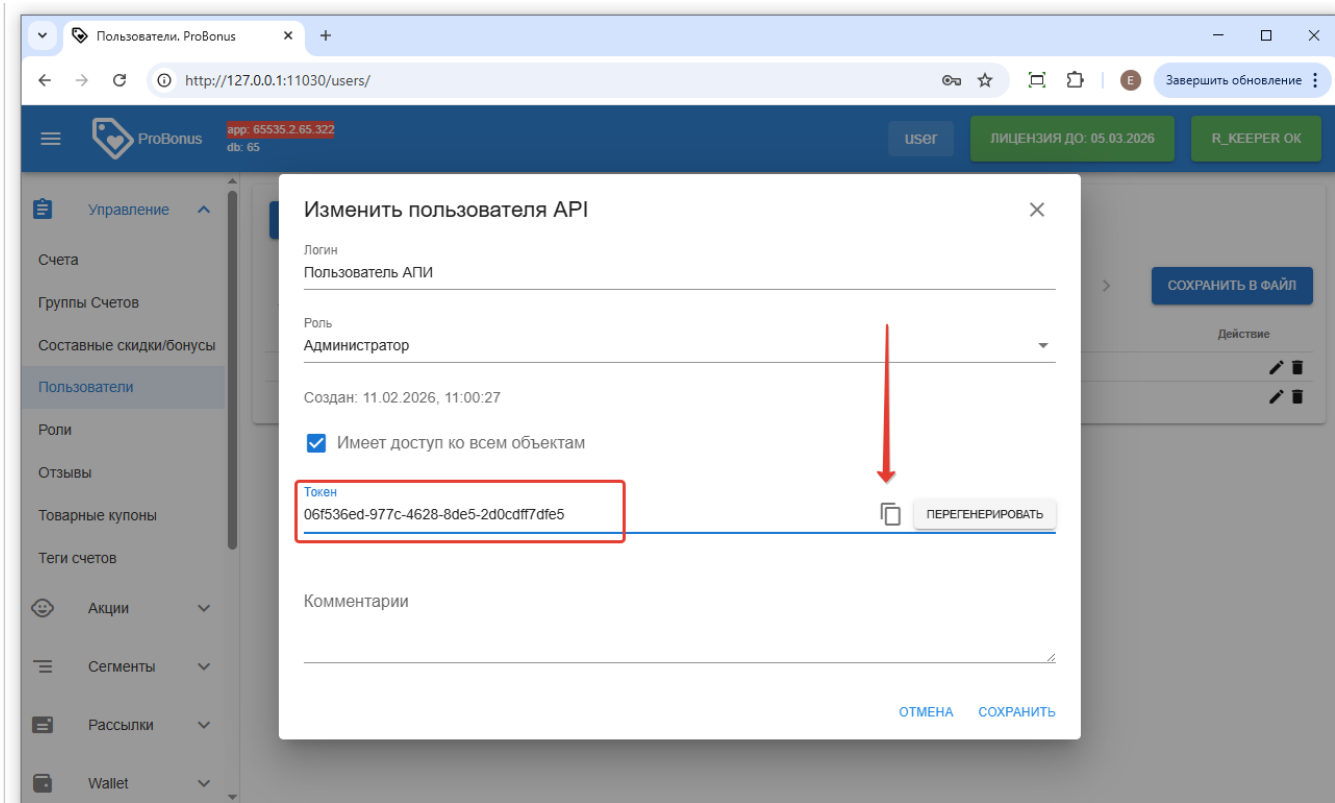 Пользователи. ProBonus
http://127.0.0.1:11030/users/
E
Завершить обновление
ProBonus
app: 65535.2.65.322
db: 65
user
ЛИЦЕНЗИЯ ДО: 05.03.2026
R_KEEPER OK
Управление
Счета
Группы Счетов
Составные скидки/бонусы
Пользователи
Роли
Отзывы
Товарные купоны
Теги счетов
Акции
Сегменты
Рассылки
Wallet
Изменить пользователя API
Логин
Пользователь АПИ
Роль
Администратор
Создан: 11.02.2026, 11:00:27
Имеет доступ ко всем объектам
Токен
06f536ed-977c-4628-8de5-2d0cdff7dfe5
ПЕРЕГЕНЕРИРОВАТЬ
Комментарии
ОТМЕНА СОХРАНИТЬ
СОХРАНИТЬ В ФАЙЛ
Действие